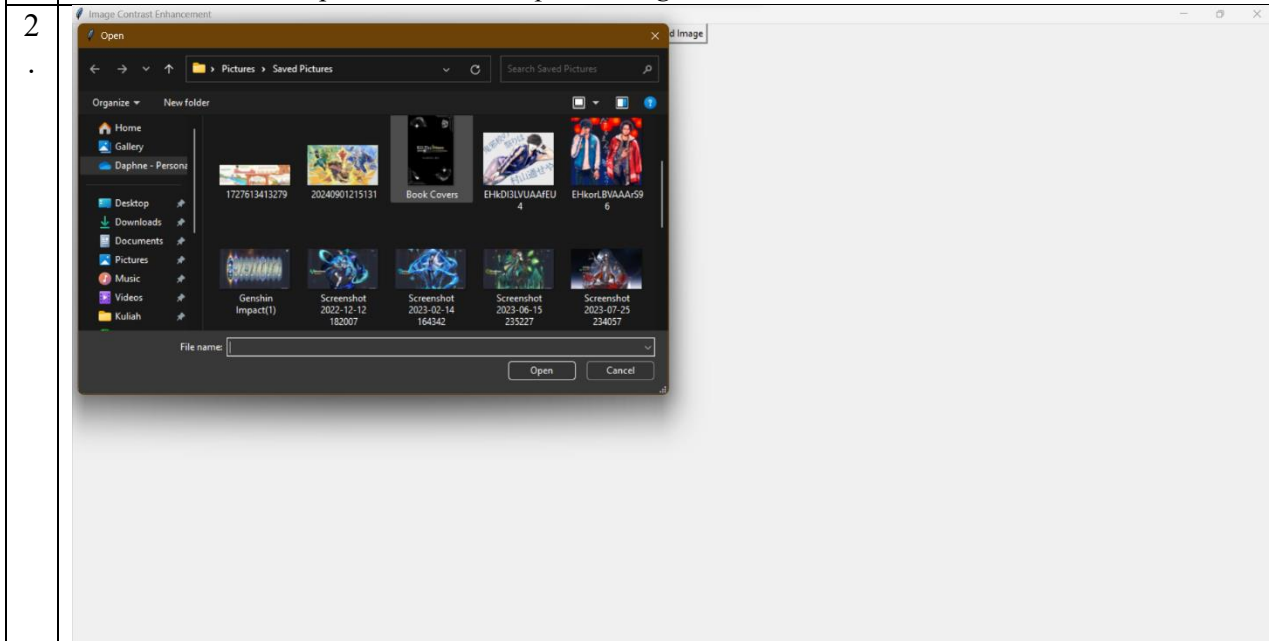 2
.
Image Contrast Enhancement
d Image
Open
Pictures > Saved Pictures
Search Saved Pictures
Organize
New folder
Home
Gallery
Daphne - Persona
Desktop
Downloads
Documents
Pictures
Music
Videos
Kuliah
1727613413279
20240901215131
Book Covers
EHkDI3LVUAAfEU
4
EHkorLBVAAArS9
6
Genshin
Impact(1)
Screenshot
2022-12-12
182007
Screenshot
2023-02-14
164342
Screenshot
2023-06-15
235227
Screenshot
2023-07-25
234057
File name:
Open
Cancel